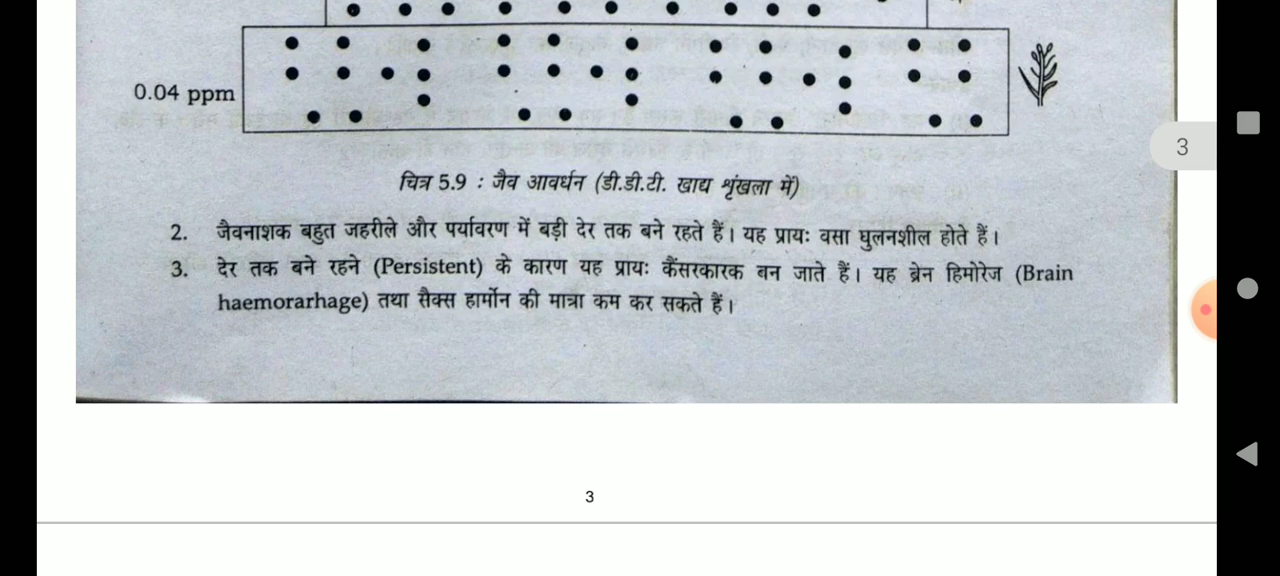 0.04 ppm
3
चित्र 5.9 : जैव आवर्धन (डी.डी.टी. खाद्य शृंखला में)
2. जैवनाशक बहुत जहरीले और पर्यावरण में बड़ी देर तक बने रहते हैं। यह प्रायः वसा घुलनशील होते हैं।
3. देर तक बने रहने (Persistent) के कारण यह प्रायः कैंसरकारक बन जाते हैं। यह ब्रेन हिमोरेज (Brain
haemorarhage) तथा सैक्स हार्मोन की मात्रा कम कर सकते हैं।
3